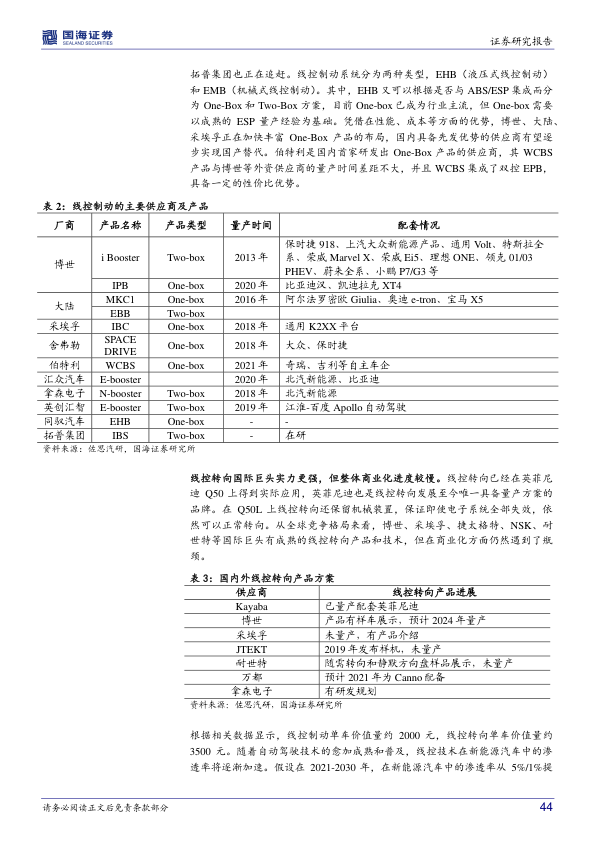 国海证券
SEALAND SECURITIES
证券研究报告
拓普集团也正在追赶。线控制动系统分为两种类型，EHB（液压式线控制动）
和 EMB（机械式线控制动）。其中，EHB 又可以根据是否与 ABS/ESP 集成而分
为 One-Box 和 Two-Box 方案，目前 One-box 已成为行业主流，但 One-box 需要
以成熟的 ESP 量产经验为基础。凭借在性能、成本等方面的优势，博世、大陆、
采埃孚正在加快丰富 One-Box 产品的布局，国内具备先发优势的供应商有望逐
步实现国产替代。伯特利是国内首家研发出 One-Box 产品的供应商，其 WCBS
产品与博世等外资供应商的量产时间差距不大，并且 WCBS 集成了双控 EPB，
具备一定的性价比优势。
表 2：线控制动的主要供应商及产品
厂商 产品名称 产品类型 量产时间 配套情况
博世 i Booster Two-box 2013 年 保时捷 918、上汽大众新能源产品、通用 Volt、特斯拉全
系、荣威 Marvel X、荣威 Ei5、理想 ONE、领克 01/03
PHEV、蔚来全系、小鹏 P7/G3 等
IPB One-box 2020 年 比亚迪汉、凯迪拉克 XT4
大陆 MKC1 One-box 2016 年 阿尔法罗密欧 Giulia、奥迪 e-tron、宝马 X5
EBB Two-box
采埃孚 IBC One-box 2018 年 通用 K2XX 平台
舍弗勒 SPACE DRIVE One-box 2018 年 大众、保时捷
伯特利 WCBS One-box 2021 年 奇瑞、吉利等自主车企
汇众汽车 E-booster 2020 年 北汽新能源、比亚迪
拿森电子 N-booster Two-box 2018 年 北汽新能源
英创汇智 E-booster Two-box 2019 年 江淮-百度 Apollo 自动驾驶
同驭汽车 EHB One-box - -
拓普集团 IBS Two-box - 在研
资料来源：佐思汽研，国海证券研究所
线控转向国际巨头实力更强，但整体商业化进度较慢。线控转向已经在英菲尼
迪 Q50 上得到实际应用，英菲尼迪也是线控转向发展至今唯一具备量产方案的
品牌。在 Q50L 上线控转向还保留机械装置，保证即使电子系统全部失效，依
然可以正常转向。从全球竞争格局来看，博世、采埃孚、捷太格特、NSK、耐
世特等国际巨头有成熟的线控转向产品和技术，但在商业化方面仍然遇到了瓶
颈。
表 3：国内外线控转向产品方案
供应商 线控转向产品进展
Kayaba 已量产配套英菲尼迪
博世 产品有样车展示，预计 2024 年量产
采埃孚 未量产，有产品介绍
JTEKT 2019 年发布样机，未量产
耐世特 随需转向和静默方向盘样品展示，未量产
万都 预计 2021 年为 Canno 配备
拿森电子 有研发规划
资料来源：佐思汽研，国海证券研究所
根据相关数据显示，线控制动单车价值量约 2000 元，线控转向单车价值量约
3500 元。随着自动驾驶技术的愈加成熟和普及，线控技术在新能源汽车中的渗
透率将逐渐加速。假设在 2021-2030 年，在新能源汽车中的渗透率从 5%/1%提
请务必阅读正文后免责条款部分
44